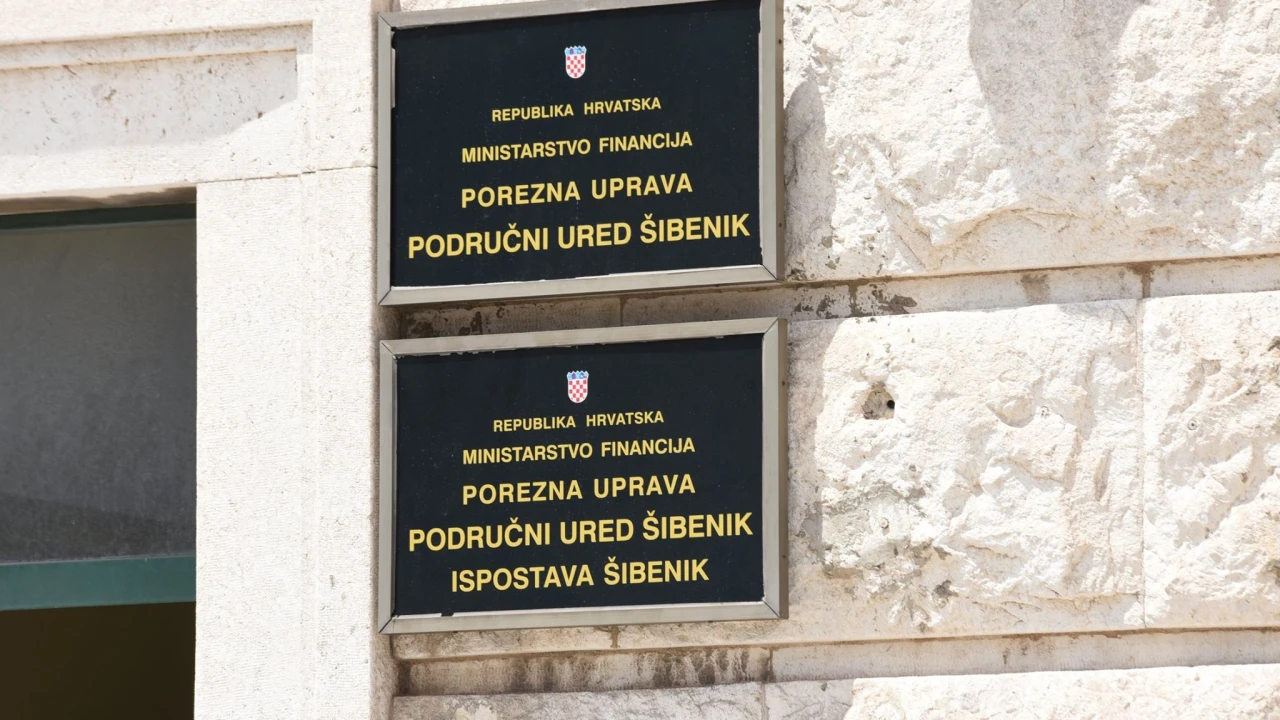 REPUBLIKA HRVATSKA
MINISTARSTVO FINANCIJA
POREZNA UPRAVA
PODRUČNI URED ŠIBENIK
REPUBLIKA HRVATSKA
MINISTARSTVO FINANCIJA
POREZNA UPRAVA
PODRUČNI URED ŠIBENIK
ISPOSTAVA ŠIBENIK